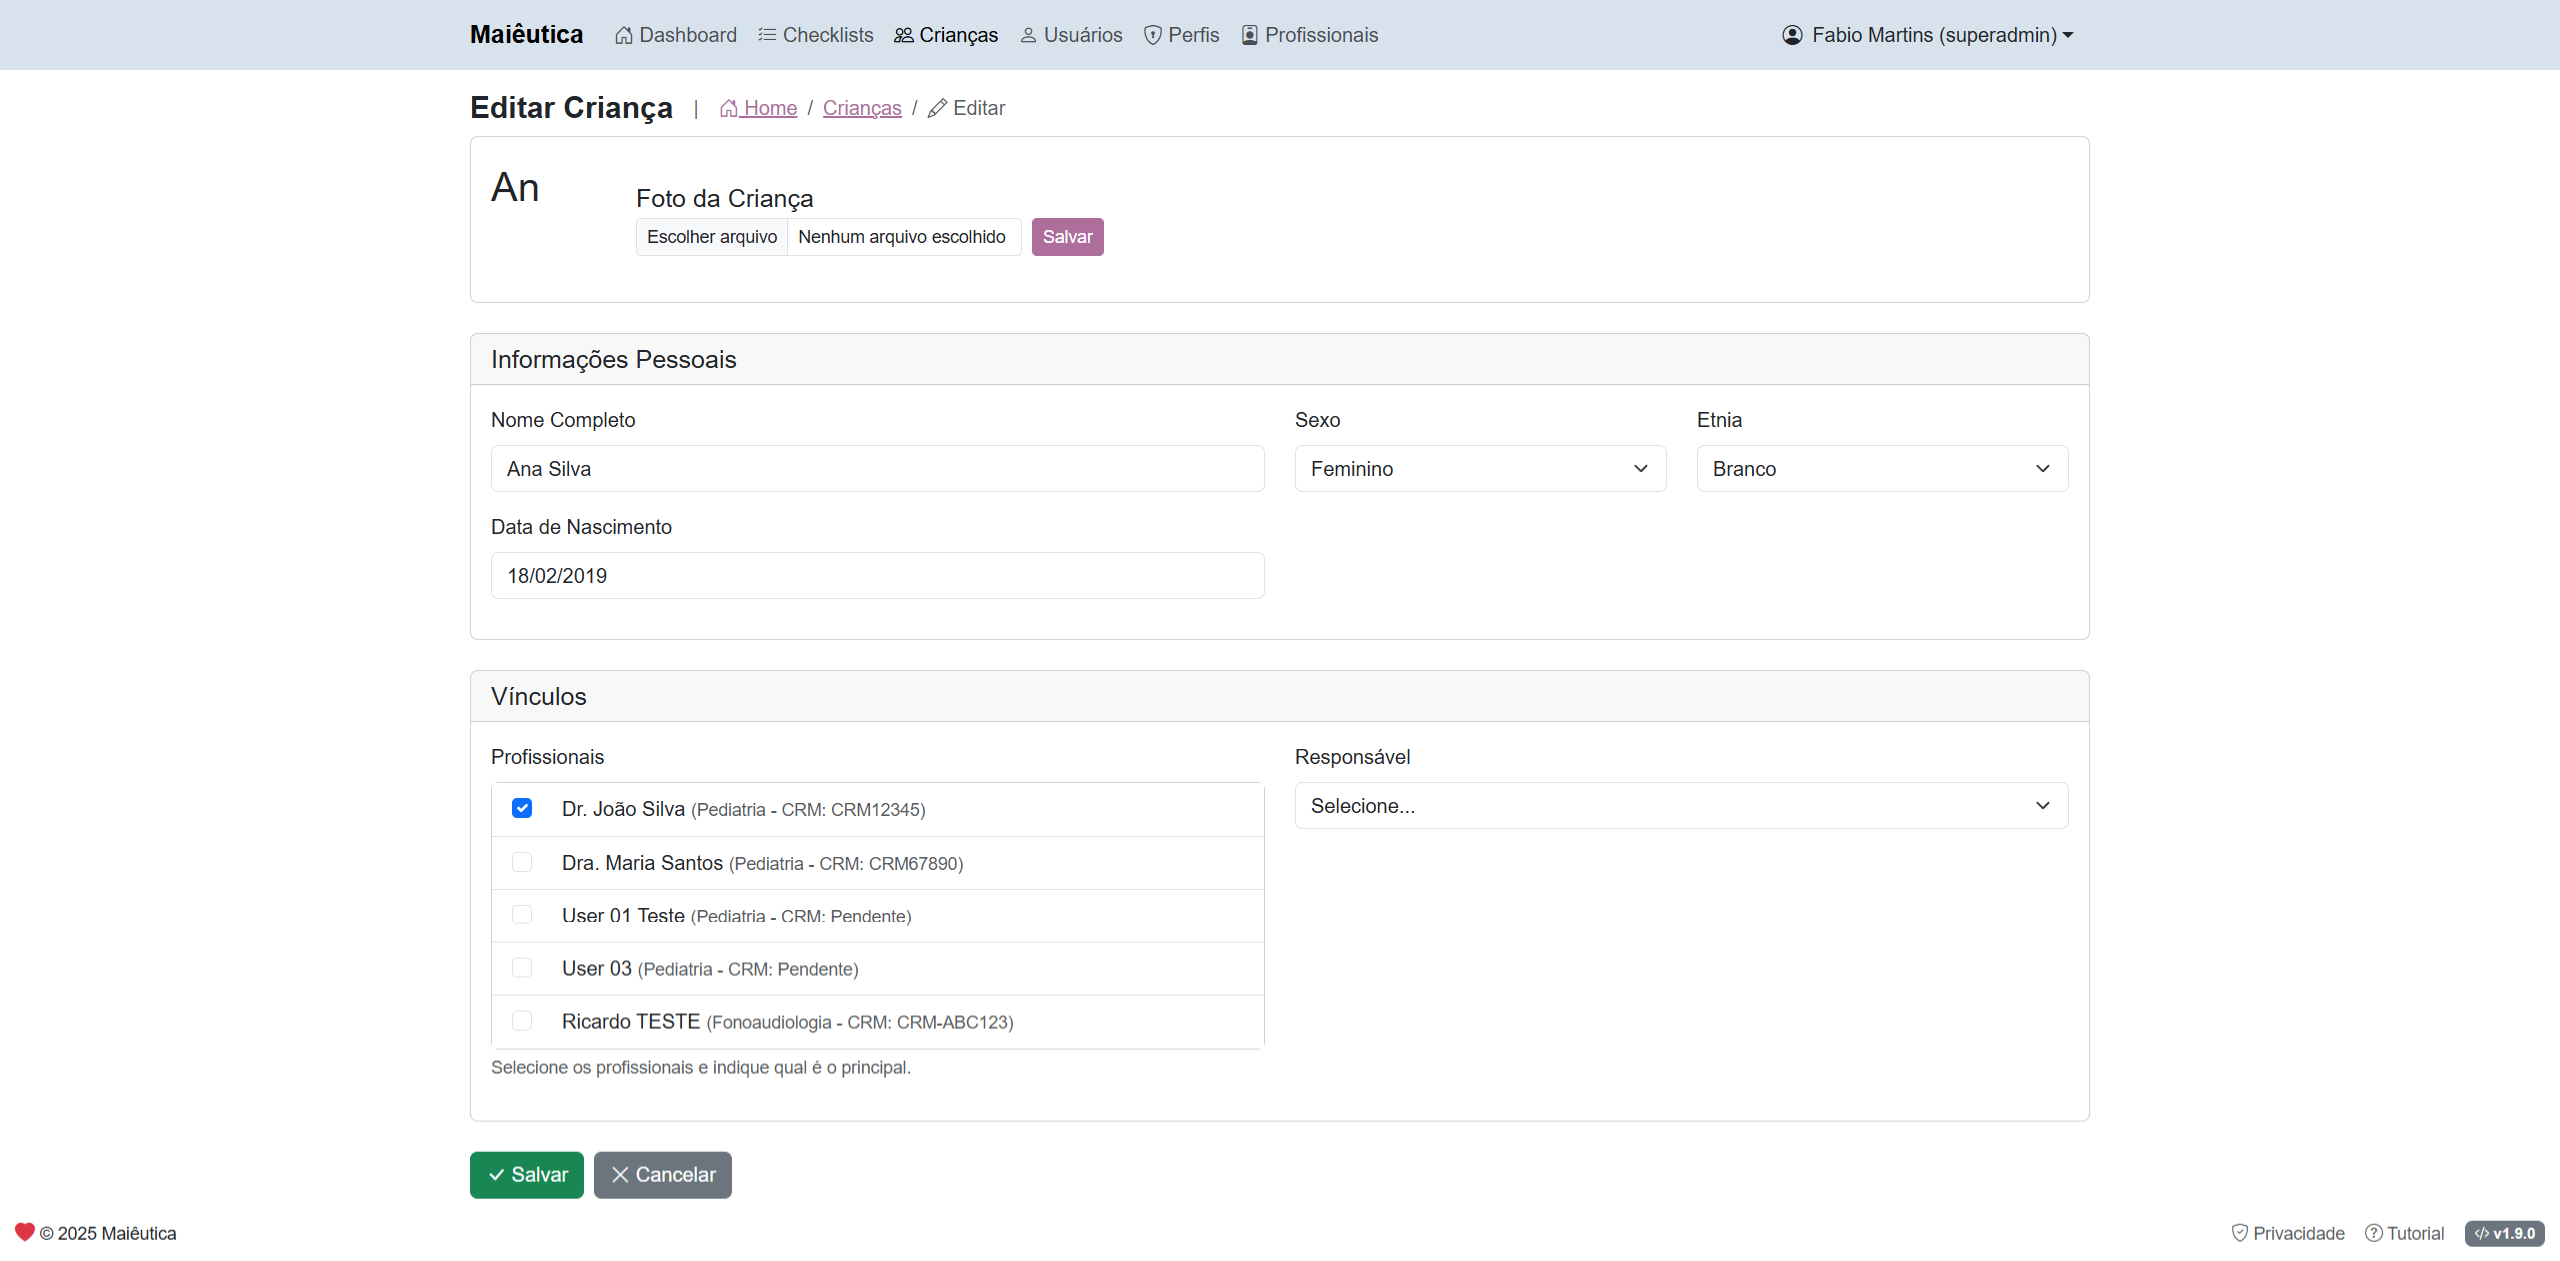 Maiêutica Dashboard Checklists Crianças Usuários Perfis Profissionais Fabio Martins (superadmin)
Editar Criança | Home / Crianças / Editar
An
Foto da Criança
Escolher arquivo Nenhum arquivo escolhido Salvar
Informações Pessoais
Nome Completo Sexo Etnia
Ana Silva Feminino Branco
Data de Nascimento
18/02/2019
Vínculos
Profissionais Responsável
Dr. João Silva (Pediatria - CRM: CRM12345) Selecione...
Dra. Maria Santos (Pediatria - CRM: CRM67890)
User 01 Teste (Pediatria - CRM: Pendente)
User 03 (Pediatria - CRM: Pendente)
Ricardo TESTE (Fonoaudiologia - CRM: CRM-ABC123)
Selecione os profissionais e indique qual é o principal.
Salvar Cancelar
© 2025 Maiêutica Privacidade Tutorial v1.9.0